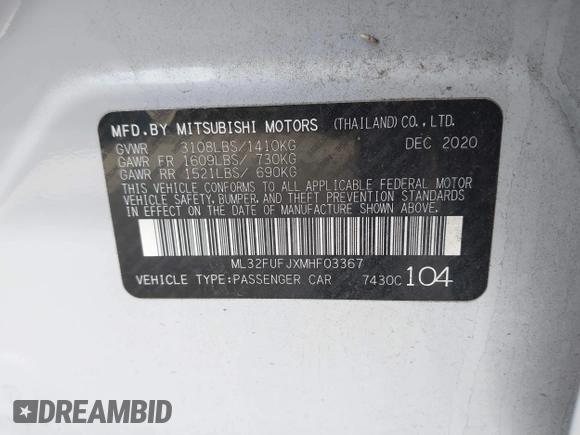 MFD.BY MITSUBISHI MOTORS (THAILAND)CO.,LTD.
GVWR 3108LBS/1410KG DEC 2020
GAWR FR 1609LBS/ 730KG
GAWR RR 1521LBS/ 690KG
THIS VEHICLE CONFORMS TO ALL APPLICABLE FEDERAL MOTOR
VEHICLE SAFETY, BUMPER, AND THEFT PREVENTION STANDARDS
IN EFFECT ON THE DATE OF MANUFACTURE SHOWN ABOVE.
ML32FUFJXMHF03367
VEHICLE TYPE:PASSENGER CAR 7430C 104
DREAMBID